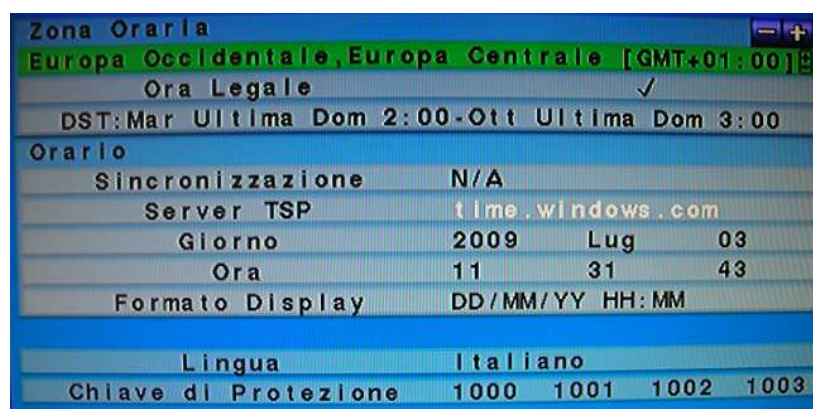 Zona Oraria - +
Europa Occidentale,Europa Centrale [GMT+01:00]
Ora Legale ✓
DST:Mar Ultima Dom 2:00-Ott Ultima Dom 3:00
Orario
Sincronizzazione N/A
Server TSP time.windows.com
Giorno 2009 Lug 03
Ora 11 31 43
Formato Display DD/MM/YY HH:MM
Lingua Italiano
Chiave di Protezione 1000 1001 1002 1003